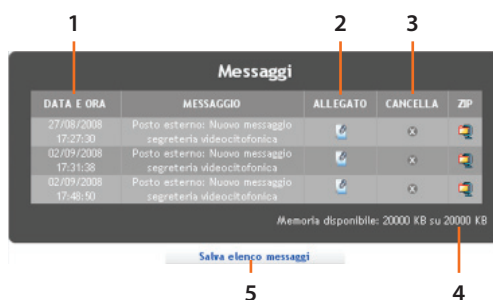 1 2 3
Messaggi
DATA E ORA MESSAGGIO ALLEGATO CANCELLA ZIP
27/08/2008 Posto esterno: Nuovo messaggio
17:27:30 segreteria videocitofonica
02/09/2008 Posto esterno: Nuovo messaggio
17:31:38 segreteria videocitofonica
02/09/2008 Posto esterno: Nuovo messaggio
17:48:50 segreteria videocitofonica
Memoria disponibile: 20000 KB su 20000 KB
Salva elenco messaggi
5 4